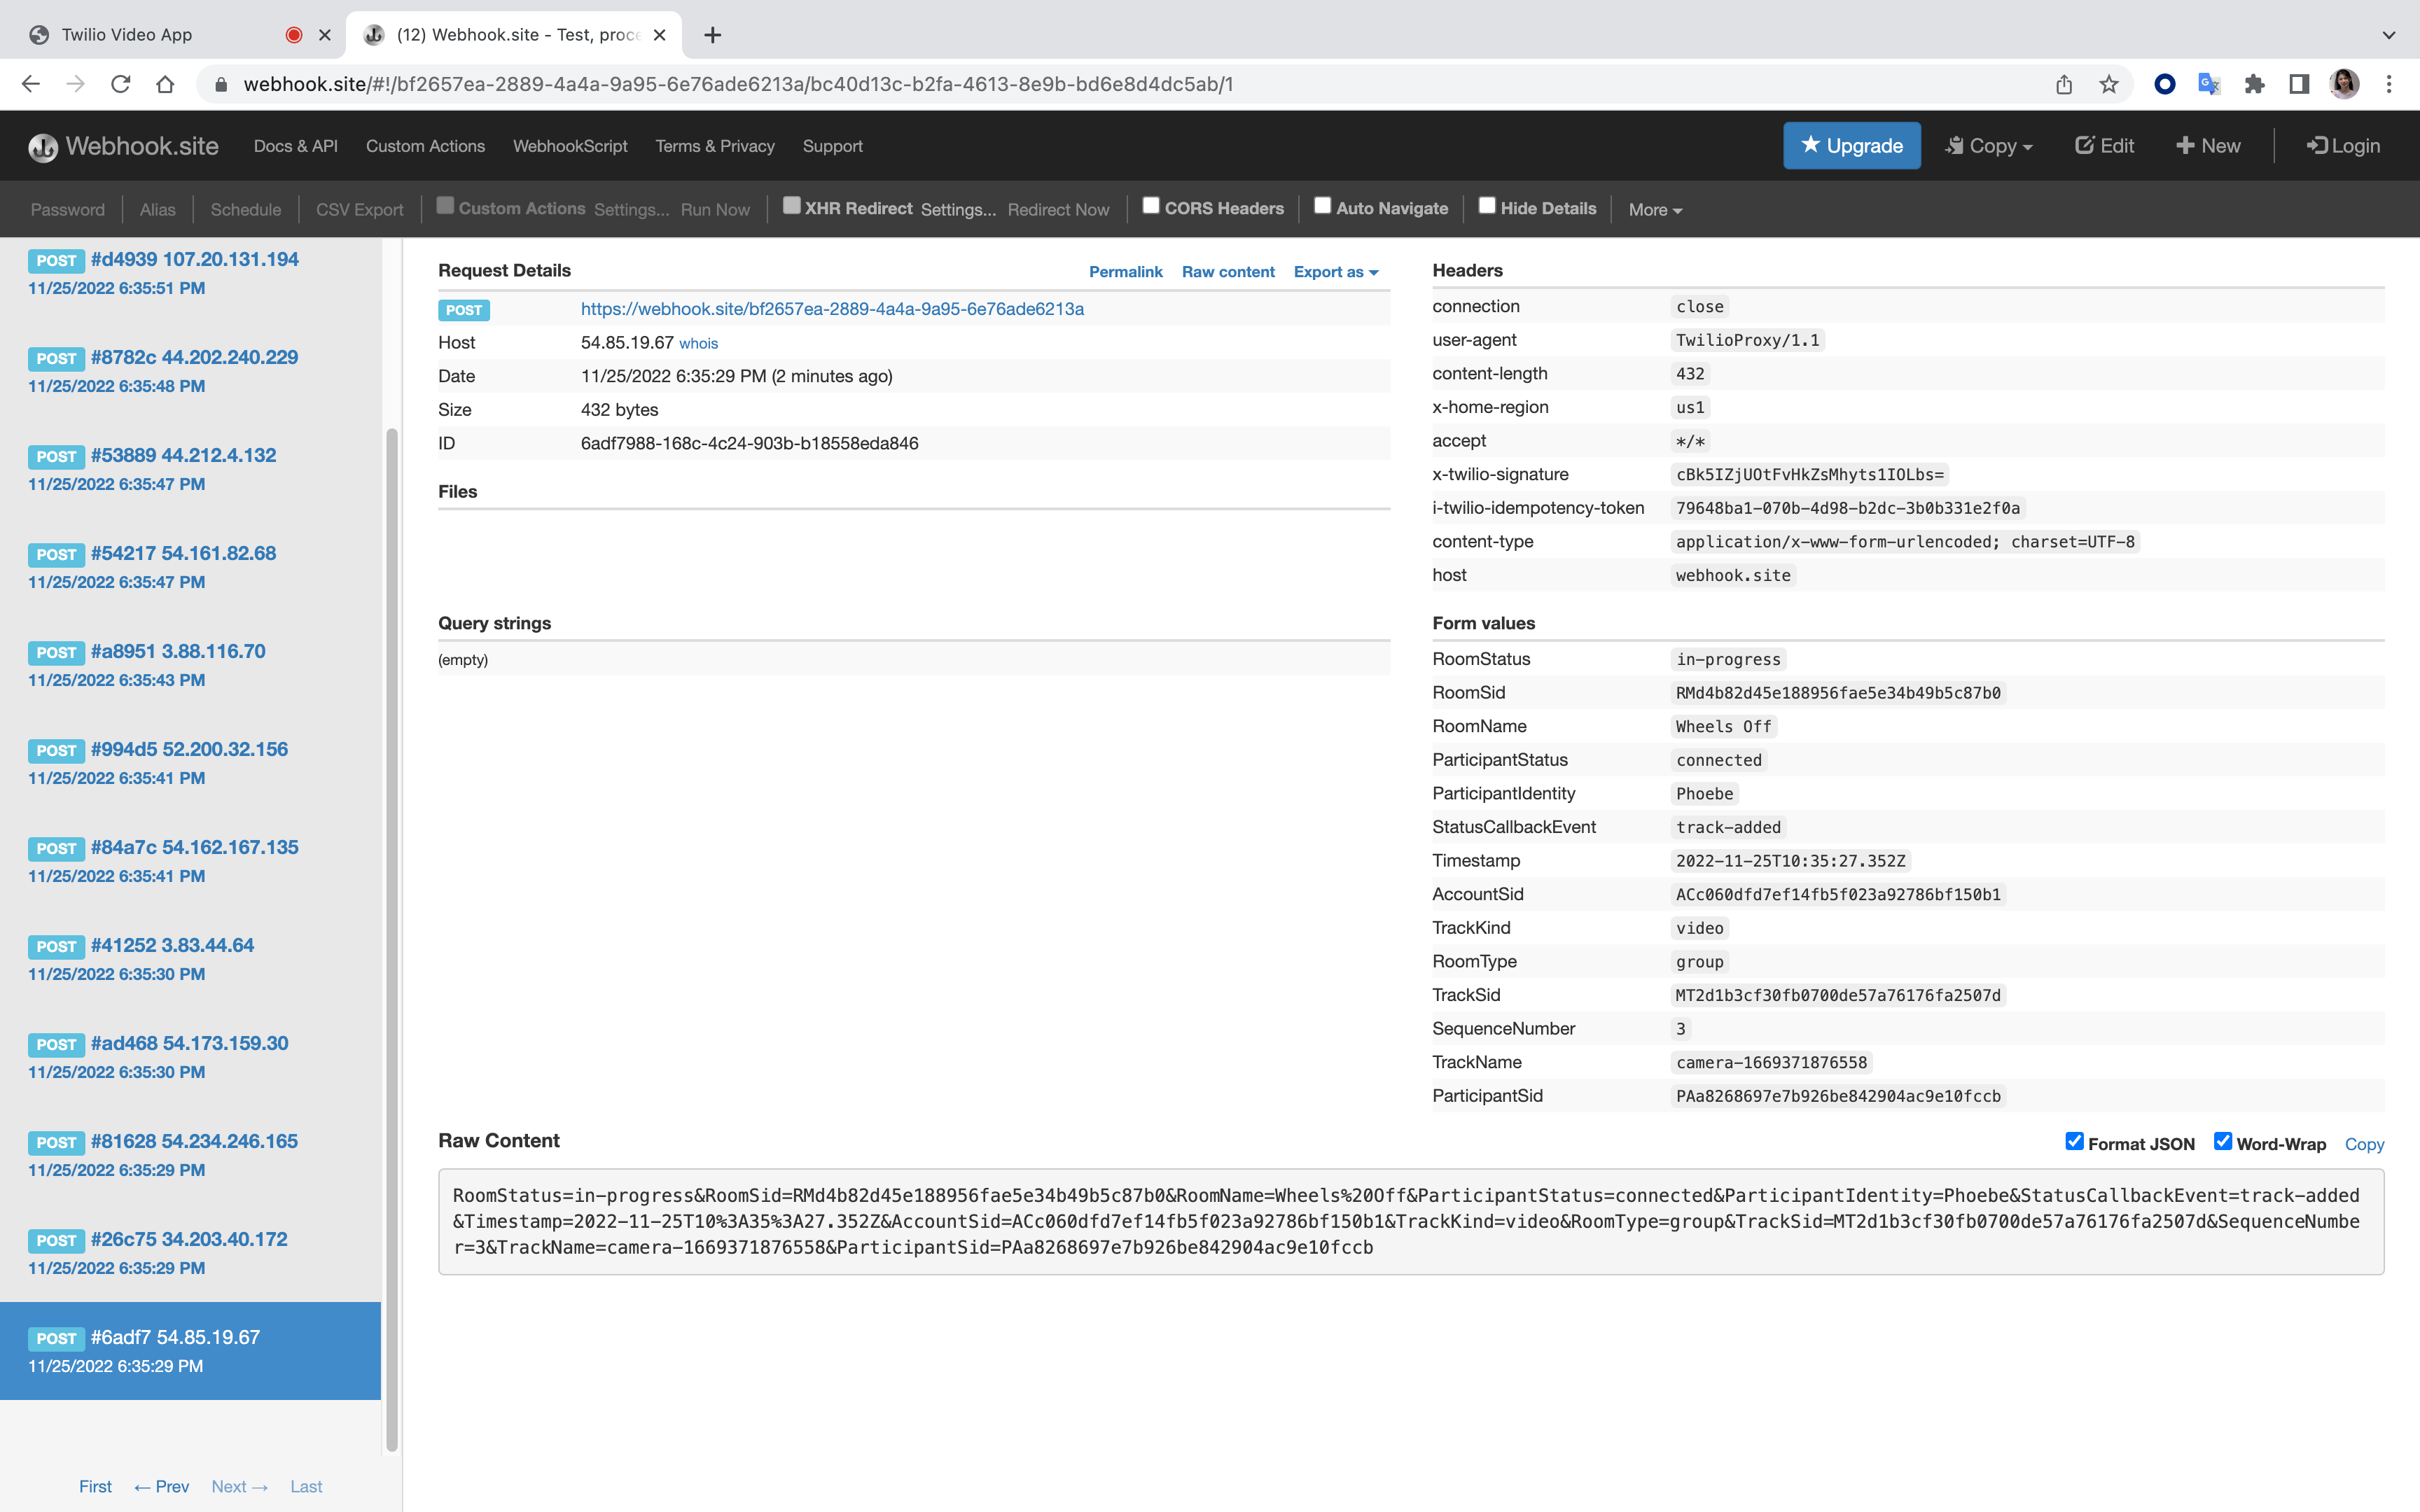 Twilio Video App
(12) Webhook.site - Test, proce
webhook.site/#!/bf2657ea-2889-4a4a-9a95-6e76ade6213a/bc40d13c-b2fa-4613-8e9b-bd6e8d4dc5ab/1
Webhook.site Docs & API Custom Actions WebhookScript Terms & Privacy Support Upgrade Copy Edit New Login
Password Alias Schedule CSV Export Custom Actions Settings... Run Now XHR Redirect Settings... Redirect Now CORS Headers Auto Navigate Hide Details More
POST #d4939 107.20.131.194
11/25/2022 6:35:51 PM
POST #8782c 44.202.240.229
11/25/2022 6:35:48 PM
POST #53889 44.212.4.132
11/25/2022 6:35:47 PM
POST #54217 54.161.82.68
11/25/2022 6:35:47 PM
POST #a8951 3.88.116.70
11/25/2022 6:35:43 PM
POST #994d5 52.200.32.156
11/25/2022 6:35:41 PM
POST #84a7c 54.162.167.135
11/25/2022 6:35:41 PM
POST #41252 3.83.44.64
11/25/2022 6:35:30 PM
POST #ad468 54.173.159.30
11/25/2022 6:35:30 PM
POST #81628 54.234.246.165
11/25/2022 6:35:29 PM
POST #26c75 34.203.40.172
11/25/2022 6:35:29 PM
POST #6adf7 54.85.19.67
11/25/2022 6:35:29 PM
First ← Prev Next → Last
Request Details Permalink Raw content Export as
POST https://webhook.site/bf2657ea-2889-4a4a-9a95-6e76ade6213a
Host 54.85.19.67 whois
Date 11/25/2022 6:35:29 PM (2 minutes ago)
Size 432 bytes
ID 6adf7988-168c-4c24-903b-b18558eda846
Files
Query strings
(empty)
Headers
connection close
user-agent TwilioProxy/1.1
content-length 432
x-home-region us1
accept */*
x-twilio-signature cBk5IZjUOtFvHkZsMhyts1IOLbs=
i-twilio-idempotency-token 79648ba1-070b-4d98-b2dc-3b0b331e2f0a
content-type application/x-www-form-urlencoded; charset=UTF-8
host webhook.site
Form values
RoomStatus in-progress
RoomSid RMd4b82d45e188956fae5e34b49b5c87b0
RoomName Wheels Off
ParticipantStatus connected
ParticipantIdentity Phoebe
StatusCallbackEvent track-added
Timestamp 2022-11-25T10:35:27.352Z
AccountSid ACc060dfd7ef14fb5f023a92786bf150b1
TrackKind video
RoomType group
TrackSid MT2d1b3cf30fb0700de57a76176fa2507d
SequenceNumber 3
TrackName camera-1669371876558
ParticipantSid PAa8268697e7b926be842904ac9e10fccb
Raw Content Format JSON Word-Wrap Copy
RoomStatus=in-progress&RoomSid=RMd4b82d45e188956fae5e34b49b5c87b0&RoomName=Wheels%20Off&ParticipantStatus=connected&ParticipantIdentity=Phoebe&StatusCallbackEvent=track-added
&Timestamp=2022-11-25T10%3A35%3A27.352Z&AccountSid=ACc060dfd7ef14fb5f023a92786bf150b1&TrackKind=video&RoomType=group&TrackSid=MT2d1b3cf30fb0700de57a76176fa2507d&SequenceNumbe
r=3&TrackName=camera-1669371876558&ParticipantSid=PAa8268697e7b926be842904ac9e10fccb